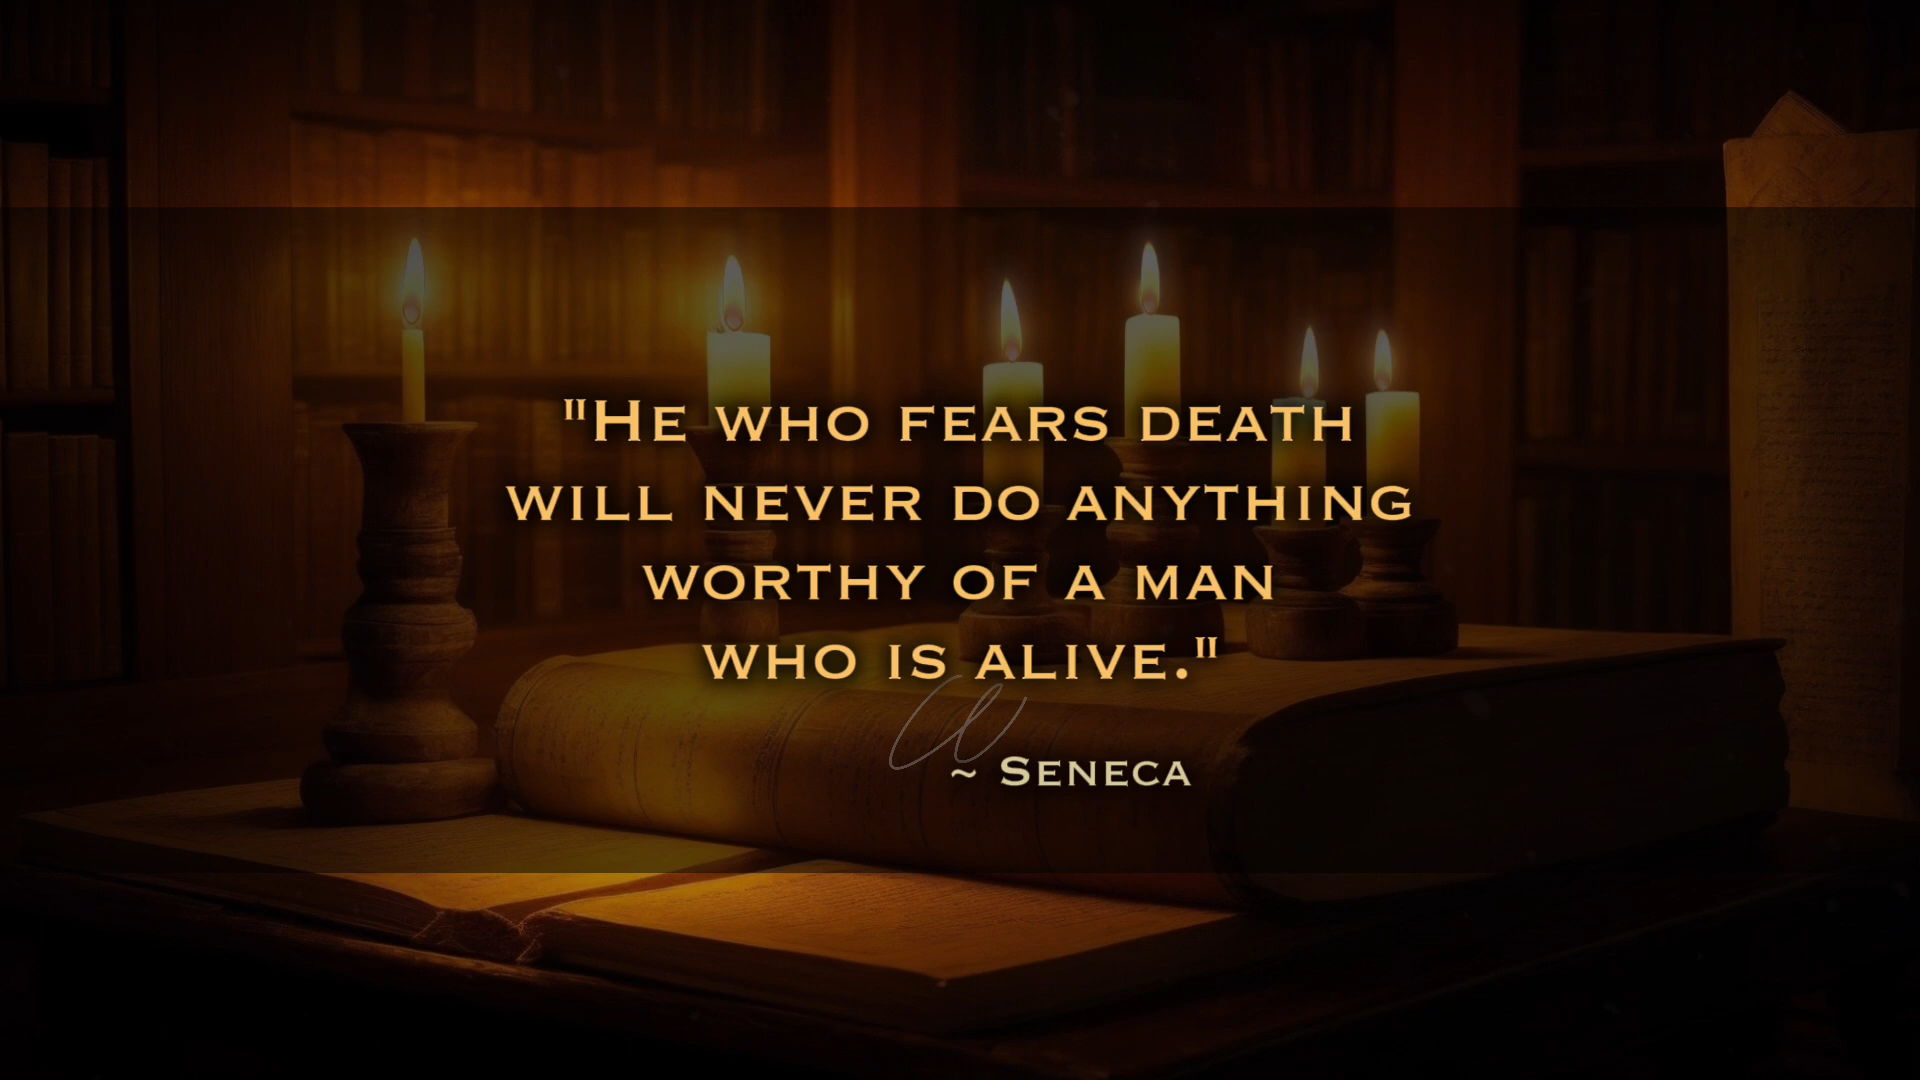 "He who fears death
will never do anything
worthy of a man
who is alive."
~ Seneca